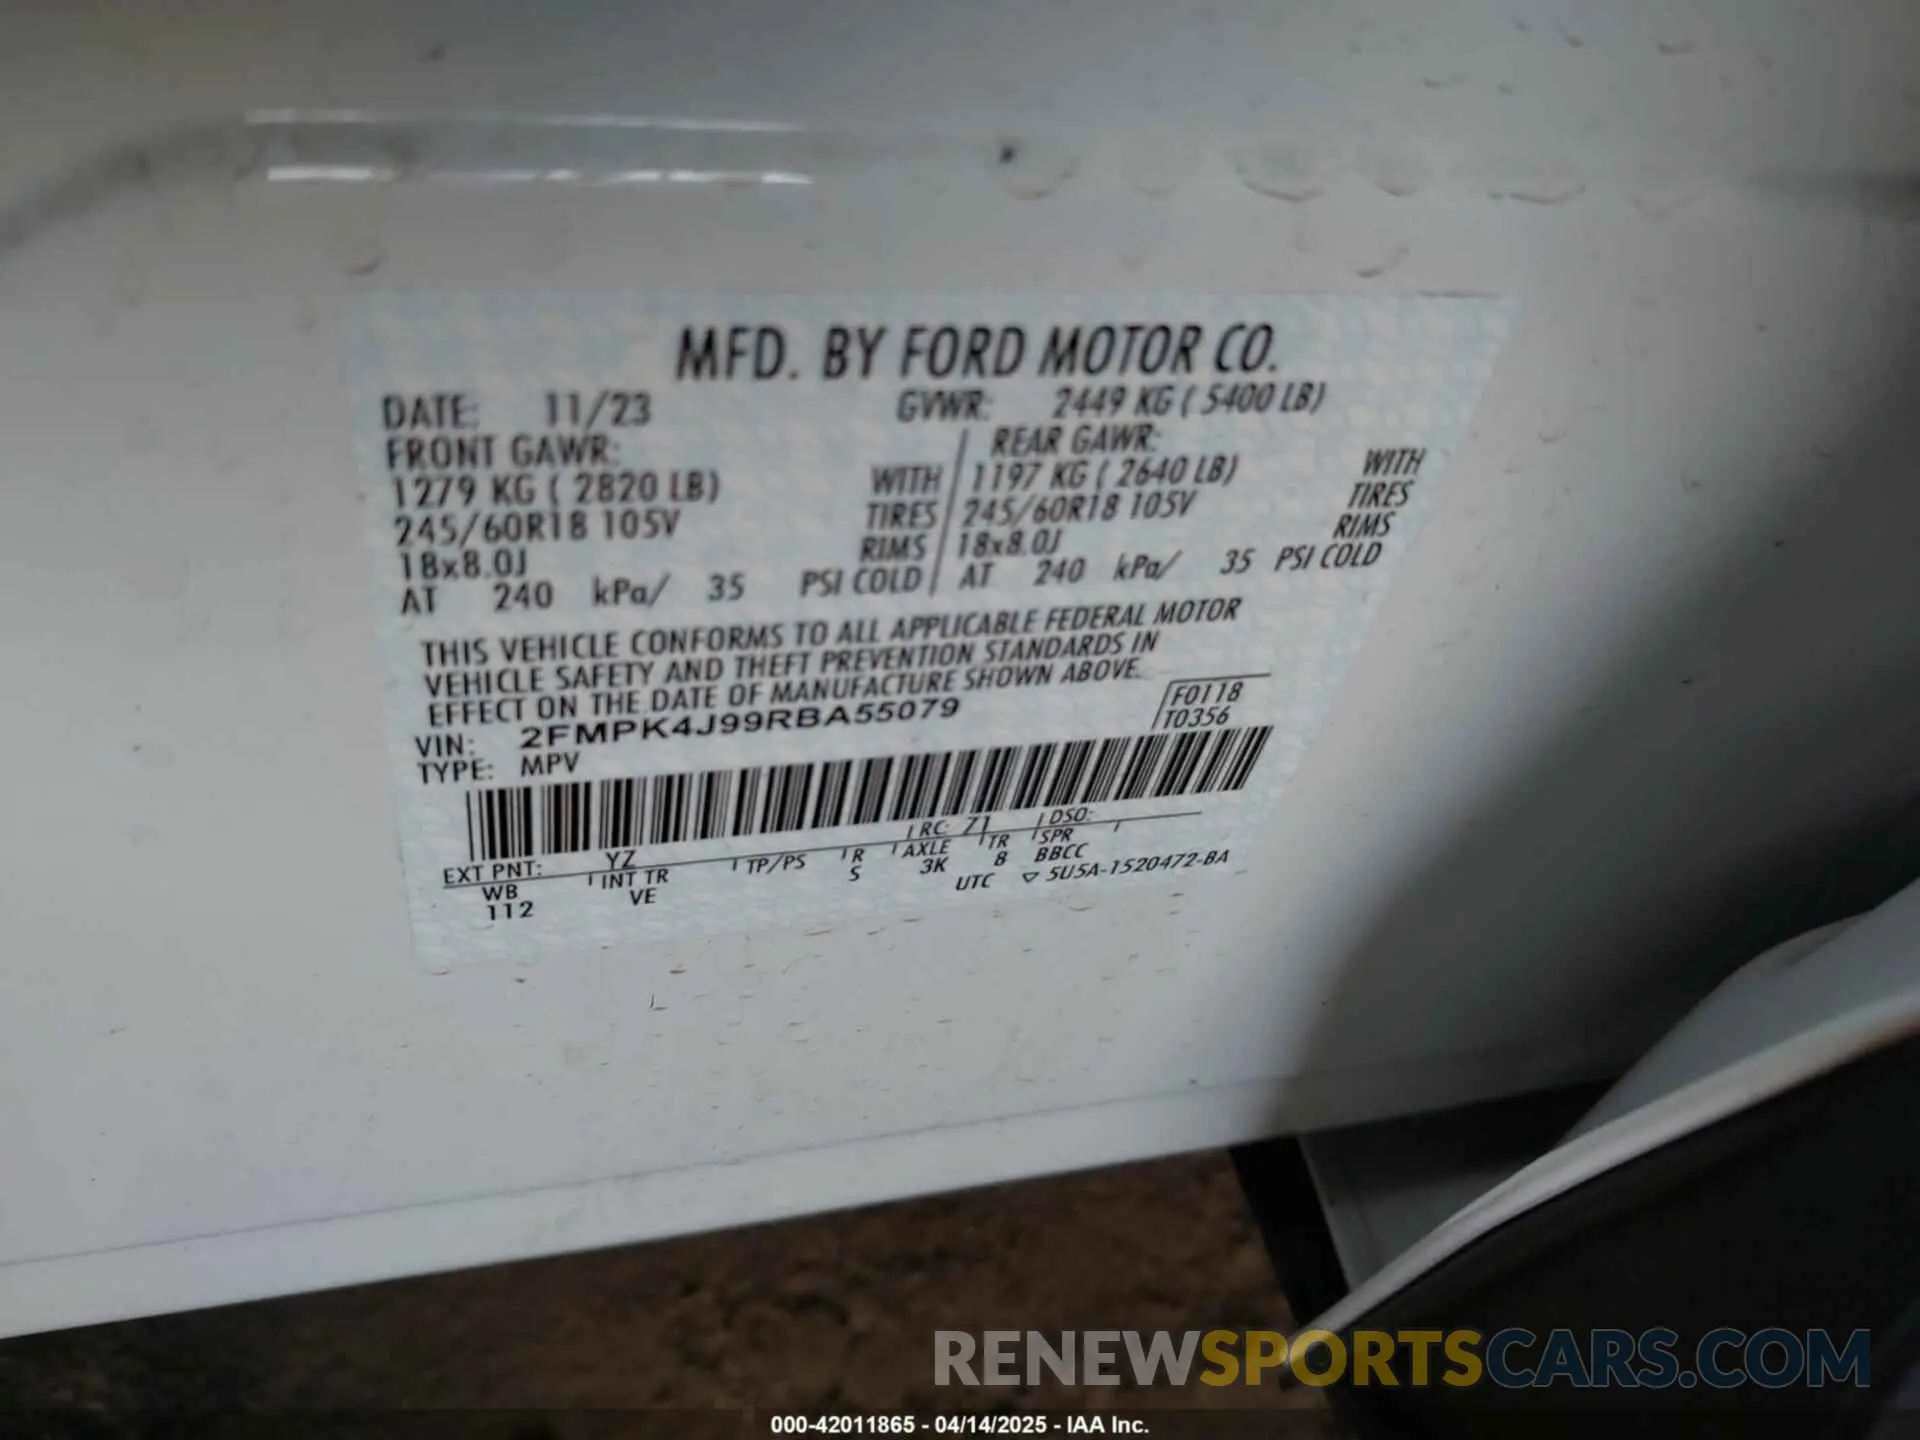 MFD. BY FORD MOTOR CO.
DATE: 11/23 GVWR: 2449 KG ( 5400 LB)
FRONT GAWR: REAR GAWR:
1279 KG ( 2820 LB) WITH 1197 KG ( 2640 LB) WITH
245/60R18 105V TIRES 245/60R18 105V TIRES
18x8.0J RIMS 18x8.0J RIMS
AT 240 kPa/ 35 PSI COLD AT 240 kPa/ 35 PSI COLD
THIS VEHICLE CONFORMS TO ALL APPLICABLE FEDERAL MOTOR
VEHICLE SAFETY AND THEFT PREVENTION STANDARDS IN
EFFECT ON THE DATE OF MANUFACTURE SHOWN ABOVE.
VIN: 2FMPK4J99RBA55079 F0118
TYPE: MPV T0356
EXT PNT: YZ RC: 71 DSO:
WB INT TR TP/PS R AXLE TR SPR
112 VE S 3K 8 BBCC
UTC ▽ 5U5A-1520472-BA
RENEWSPORTSCARS.COM
000-42011865 - 04/14/2025 - IAA Inc.